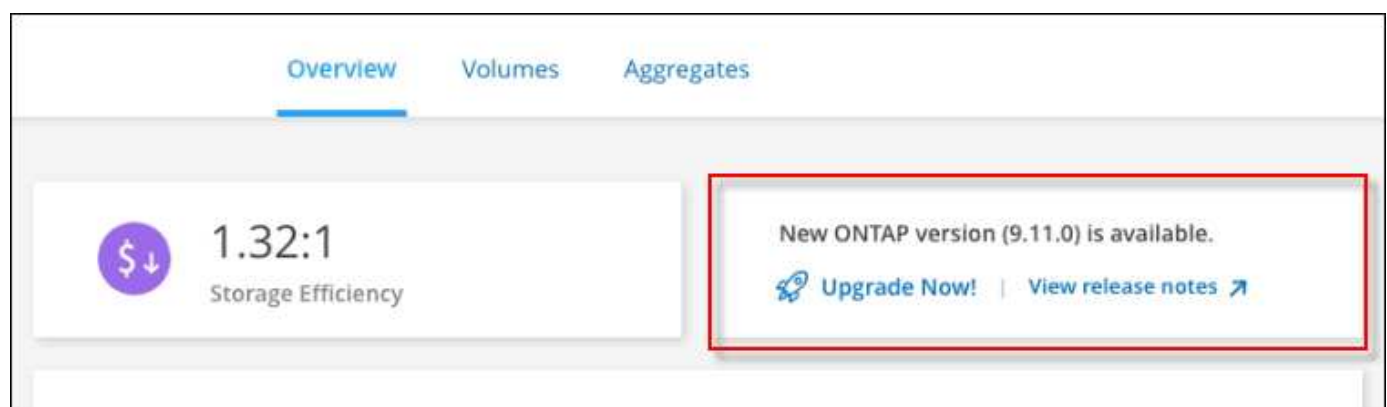 Overview Volumes Aggregates
1.32:1
Storage Efficiency
New ONTAP version (9.11.0) is available.
Upgrade Now! | View release notes